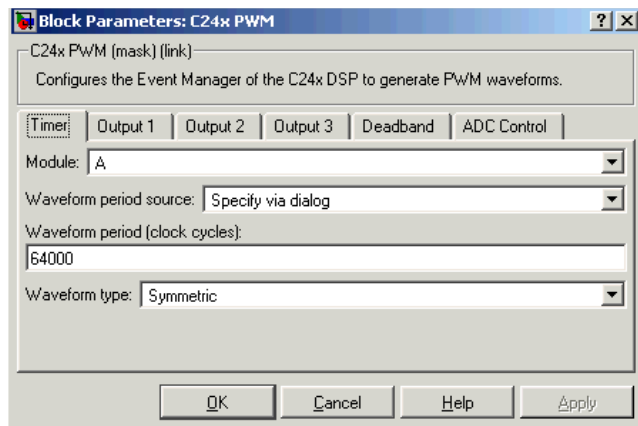 Block Parameters: C24x PWM
C24x PWM (mask) (link)
Configures the Event Manager of the C24x DSP to generate PWM waveforms.
Timer Output 1 Output 2 Output 3 Deadband ADC Control
Module: A
Waveform period source: Specify via dialog
Waveform period (clock cycles):
64000
Waveform type: Symmetric
OK Cancel Help Apply